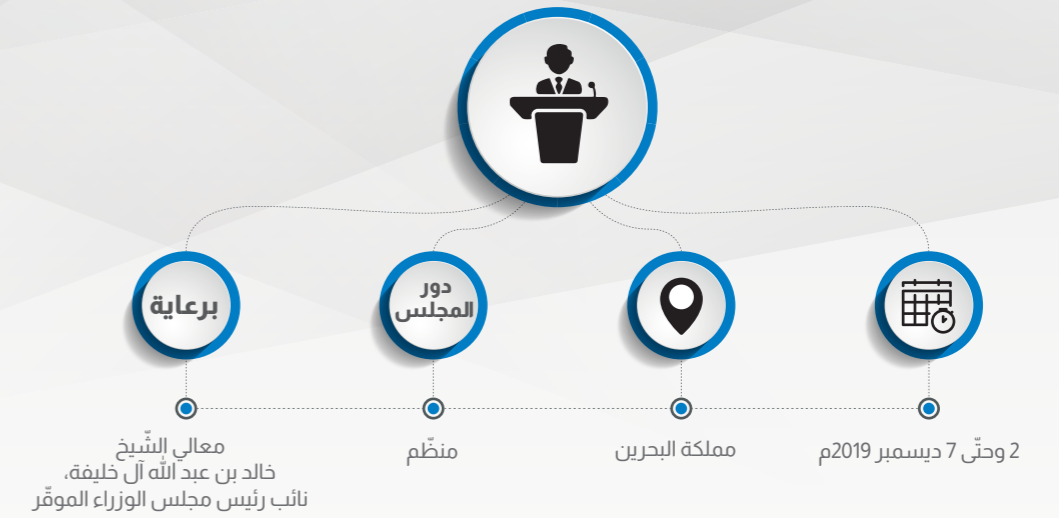 2 وحتّى 7 ديسمبر 2019م
مملكة البحرين
دور
المجلس
منظّم
برعاية
معالي الشّيخ
خالد بن عبد الله آل خليفة،
نائب رئيس مجلس الوزراء الموقّر